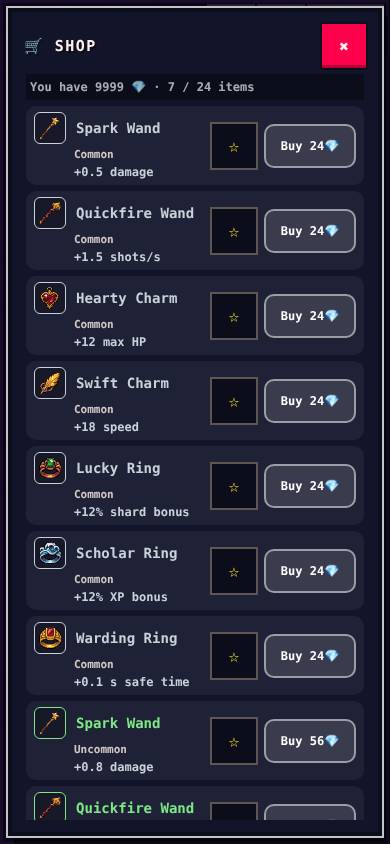 🛒 SHOP
✖
You have 9999 💎 · 7 / 24 items
Spark Wand
Common
+0.5 damage
☆
Buy 24💎
Quickfire Wand
Common
+1.5 shots/s
☆
Buy 24💎
Hearty Charm
Common
+12 max HP
☆
Buy 24💎
Swift Charm
Common
+18 speed
☆
Buy 24💎
Lucky Ring
Common
+12% shard bonus
☆
Buy 24💎
Scholar Ring
Common
+12% XP bonus
☆
Buy 24💎
Warding Ring
Common
+0.1 s safe time
☆
Buy 24💎
Spark Wand
Uncommon
+0.8 damage
☆
Buy 56💎
Quickfire Wand